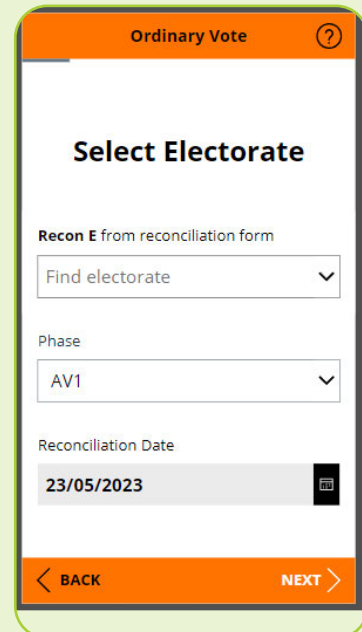 Ordinary Vote ?
Select Electorate
Recon E from reconciliation form
Find electorate
Phase
AV1
Reconciliation Date
23/05/2023
BACK NEXT